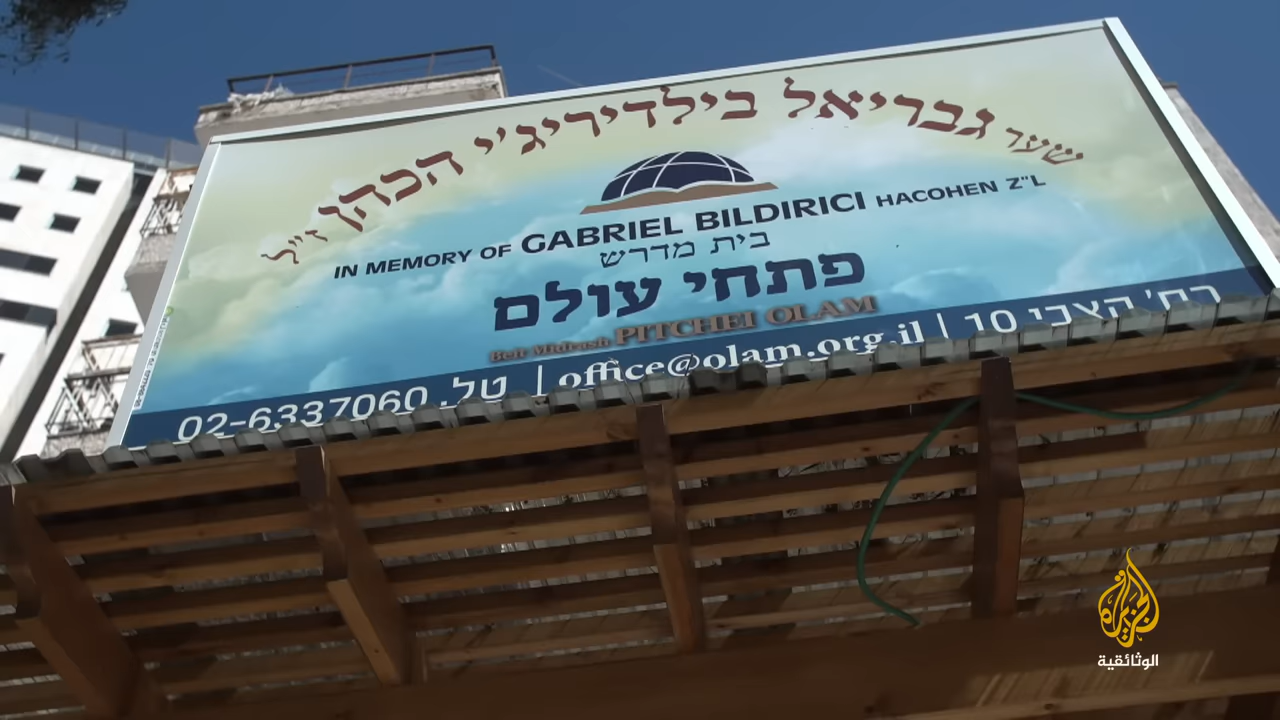 שער גבריאל בילדיריג'י הכהן ז"ל
IN MEMORY OF GABRIEL BILDIRICI HACOHEN Z"L
בית מדרש
פתחי עולם
Beit Midrash PITCHEI OLAM
רח' הצבי 10 | office@olam.org.il | טל. 02-6337060
الجزيرة
الوثائقية